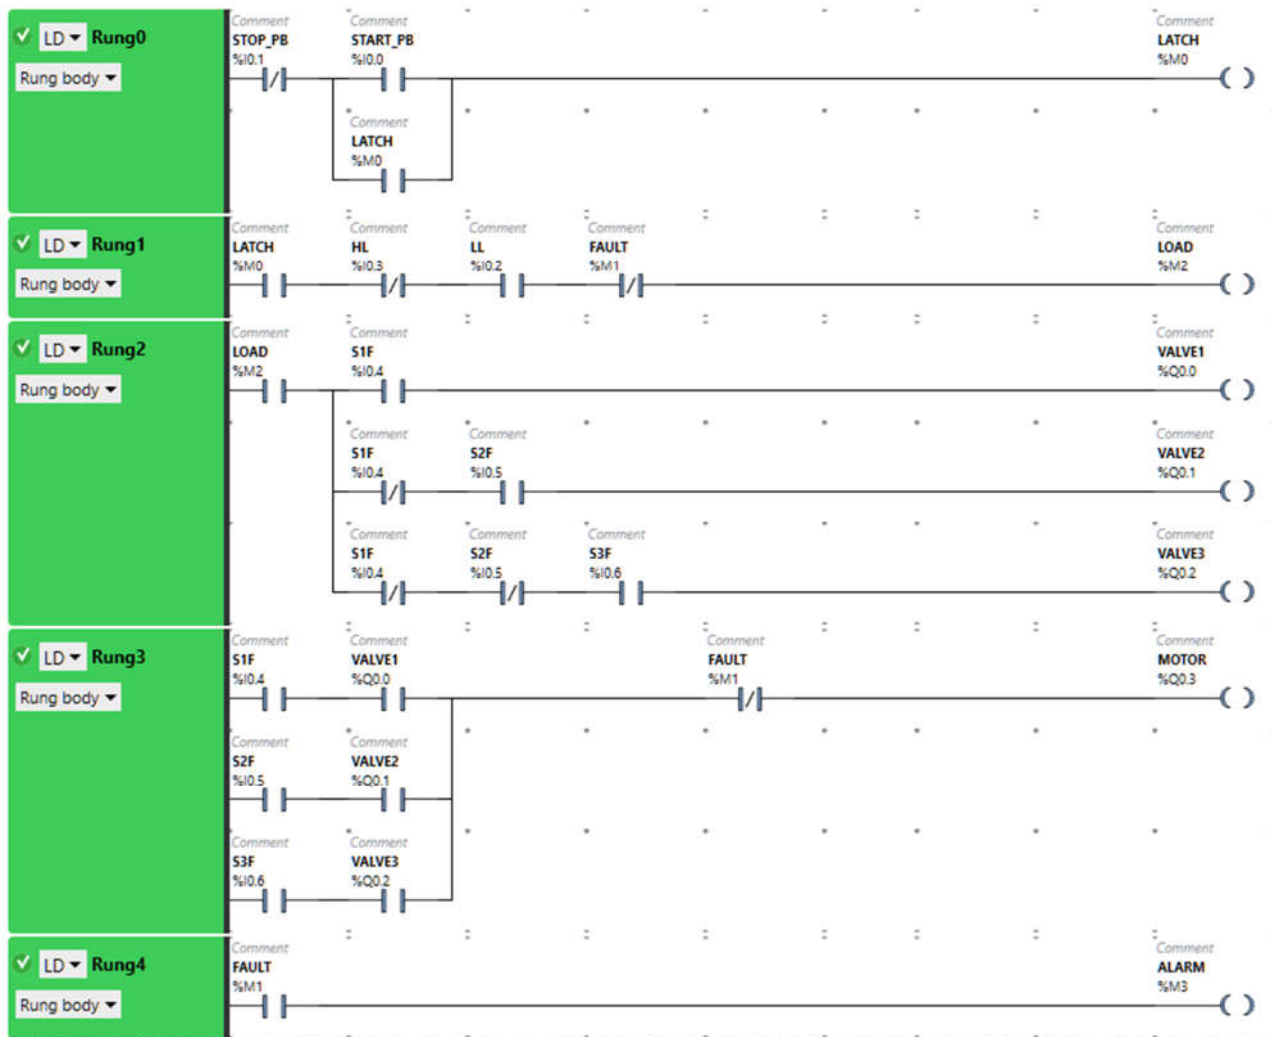 Comment Comment Comment
LD Rung0 STOP_PB START_PB LATCH
%I0.1 %I0.0 %M0
Rung body
Comment
LATCH
%M0
Comment Comment Comment Comment Comment
LD Rung1 LATCH HL LL FAULT LOAD
%M0 %I0.3 %I0.2 %M1 %M2
Rung body
Comment Comment Comment
LD Rung2 LOAD S1F VALVE1
%M2 %I0.4 %Q0.0
Rung body
Comment Comment Comment
S1F S2F VALVE2
%I0.4 %I0.5 %Q0.1
Comment Comment Comment Comment
S1F S2F S3F VALVE3
%I0.4 %I0.5 %I0.6 %Q0.2
Comment Comment Comment Comment
LD Rung3 S1F VALVE1 FAULT MOTOR
%I0.4 %Q0.0 %M1 %Q0.3
Rung body
Comment Comment
S2F VALVE2
%I0.5 %Q0.1
Comment Comment
S3F VALVE3
%I0.6 %Q0.2
Comment Comment
LD Rung4 FAULT ALARM
%M1 %M3
Rung body